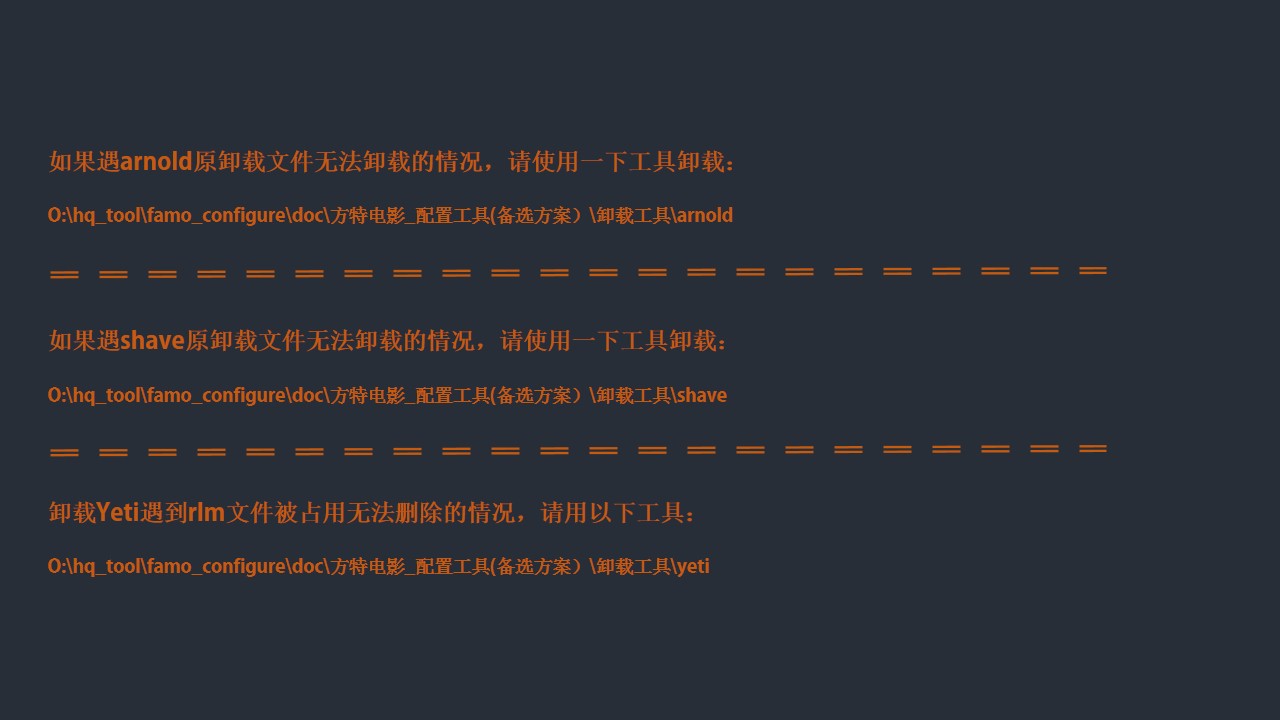 如果遇arnold原卸载文件无法卸载的情况，请使用一下工具卸载：
O:\hq_tool\famo_configure\doc\方特电影_配置工具(备选方案）\卸载工具\arnold
= = = = = = = = = = = = = = = = = = = = = =
如果遇shave原卸载文件无法卸载的情况，请使用一下工具卸载：
O:\hq_tool\famo_configure\doc\方特电影_配置工具(备选方案）\卸载工具\shave
= = = = = = = = = = = = = = = = = = = = = =
卸载Yeti遇到rlm文件被占用无法删除的情况，请用以下工具：
O:\hq_tool\famo_configure\doc\方特电影_配置工具(备选方案）\卸载工具\yeti